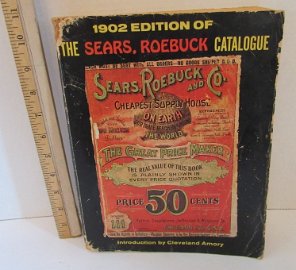 1902 EDITION OF
THE SEARS, ROEBUCK CATALOGUE
SEARS, ROEBUCK AND CO.
CHEAPEST SUPPLY HOUSE
ON EARTH
THE WORLD
THE GREAT PRICE MAKER
THE REAL VALUE OF THIS BOOK
IS PLAINLY SHOWN IN
EVERY PRICE QUOTATION
PRICE 50 CENTS
Introduction by Cleveland Amory